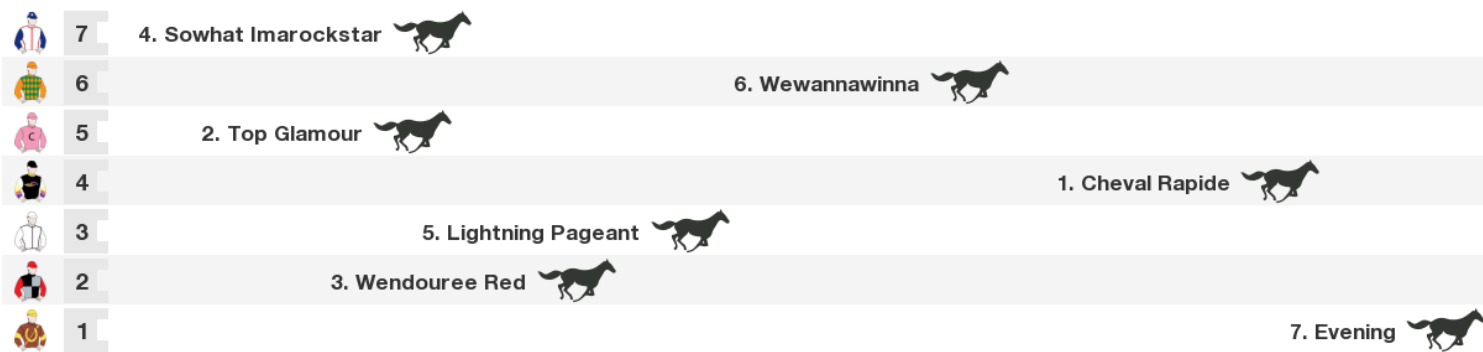 7 4. Sowhat Imarockstar
6 6. Wewannawinna
5 2. Top Glamour
C
4 1. Cheval Rapide
3 5. Lightning Pageant
2 3. Wendouree Red
1 7. Evening